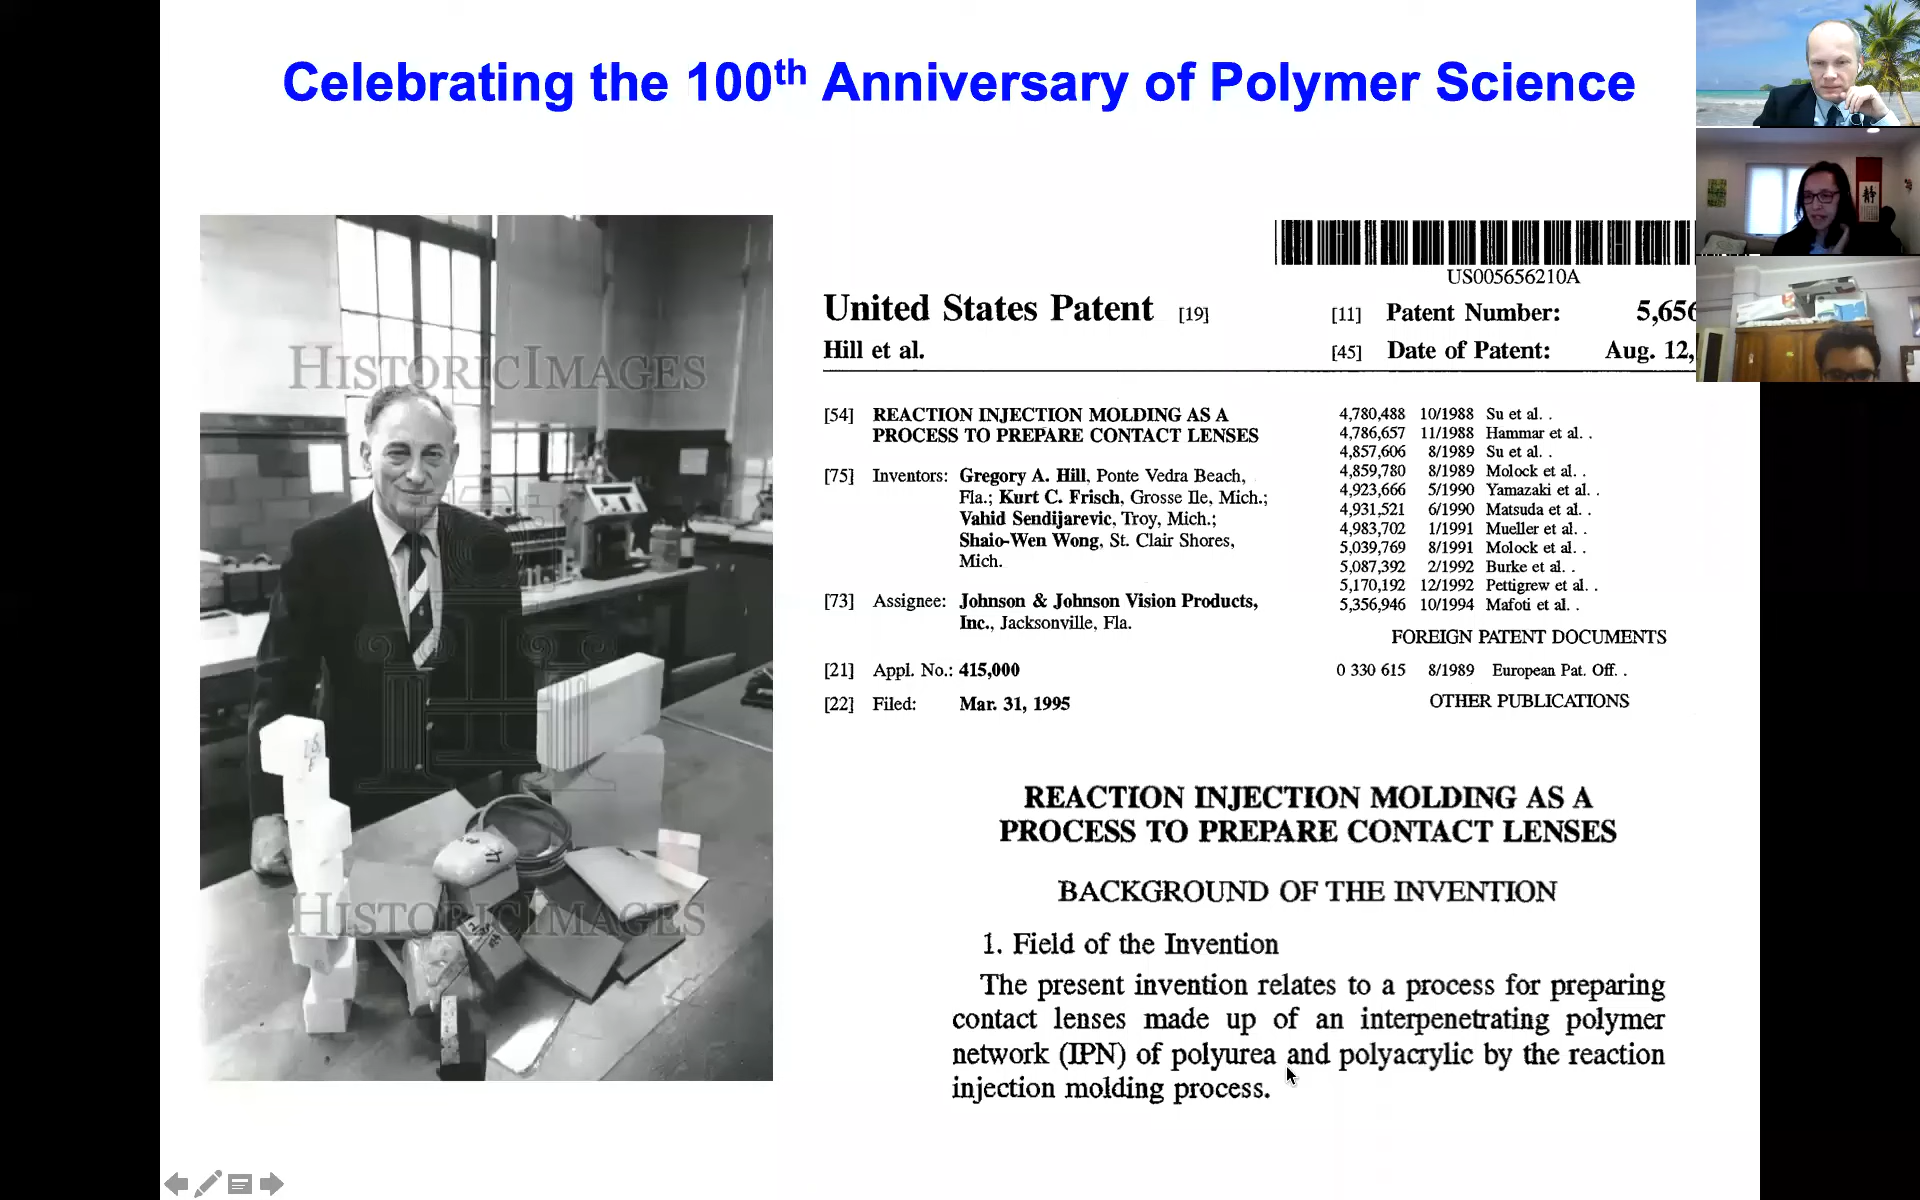 Celebrating the 100th Anniversary of Polymer Science
HISTORICIMAGES
HISTORICIMAGES
US005656210A
United States Patent [19]
Hill et al.
[11] Patent Number: 5,656
[45] Date of Patent: Aug. 12,
[54] REACTION INJECTION MOLDING AS A
PROCESS TO PREPARE CONTACT LENSES
[75] Inventors: Gregory A. Hill, Ponte Vedra Beach,
Fla.; Kurt C. Frisch, Grosse Ile, Mich.;
Vahid Sendijarevic, Troy, Mich.;
Shaio-Wen Wong, St. Clair Shores,
Mich.
[73] Assignee: Johnson & Johnson Vision Products,
Inc., Jacksonville, Fla.
[21] Appl. No.: 415,000
[22] Filed: Mar. 31, 1995
4,780,488 10/1988 Su et al. .
4,786,657 11/1988 Hammar et al. .
4,857,606 8/1989 Su et al. .
4,859,780 8/1989 Molock et al. .
4,923,666 5/1990 Yamazaki et al. .
4,931,521 6/1990 Matsuda et al. .
4,983,702 1/1991 Mueller et al. .
5,039,769 8/1991 Molock et al. .
5,087,392 2/1992 Burke et al. .
5,170,192 12/1992 Pettigrew et al. .
5,356,946 10/1994 Mafoti et al. .
FOREIGN PATENT DOCUMENTS
0 330 615 8/1989 European Pat. Off. .
OTHER PUBLICATIONS
REACTION INJECTION MOLDING AS A
PROCESS TO PREPARE CONTACT LENSES
BACKGROUND OF THE INVENTION
1. Field of the Invention
The present invention relates to a process for preparing
contact lenses made up of an interpenetrating polymer
network (IPN) of polyurea and polyacrylic by the reaction
injection molding process.
静